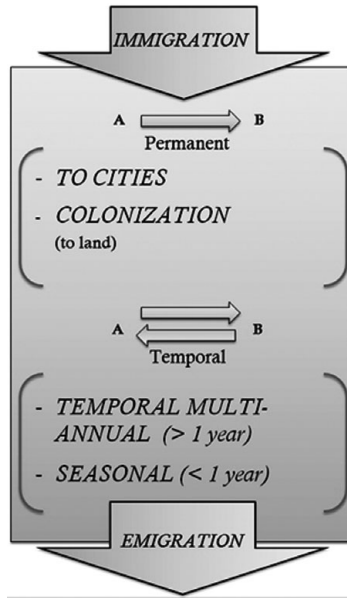 IMMIGRATION
A B
Permanent
- TO CITIES
- COLONIZATION
(to land)
A B
Temporal
- TEMPORAL MULTI-
ANNUAL (> 1 year)
- SEASONAL (< 1 year)
EMIGRATION